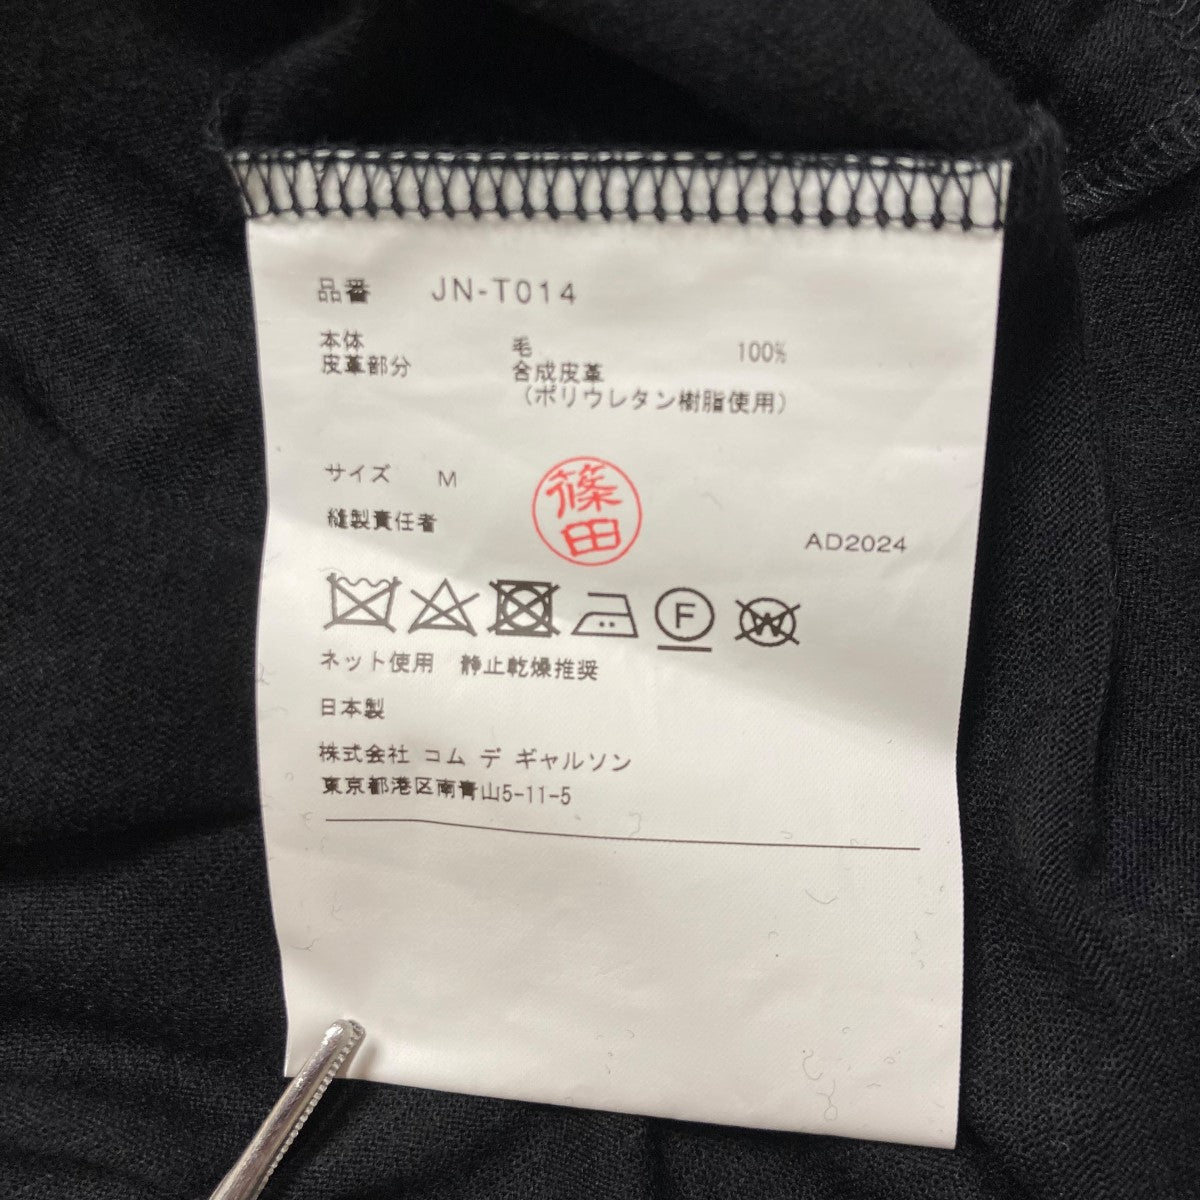 品番 JN-T014
本体 毛 100%
皮革部分 合成皮革
(ポリウレタン樹脂使用)
サイズ M
篠田
縫製責任者 AD2024
F W
ネット使用 静止乾燥推奨
日本製
株式会社 コム デ ギャルソン
東京都港区南青山5-11-5